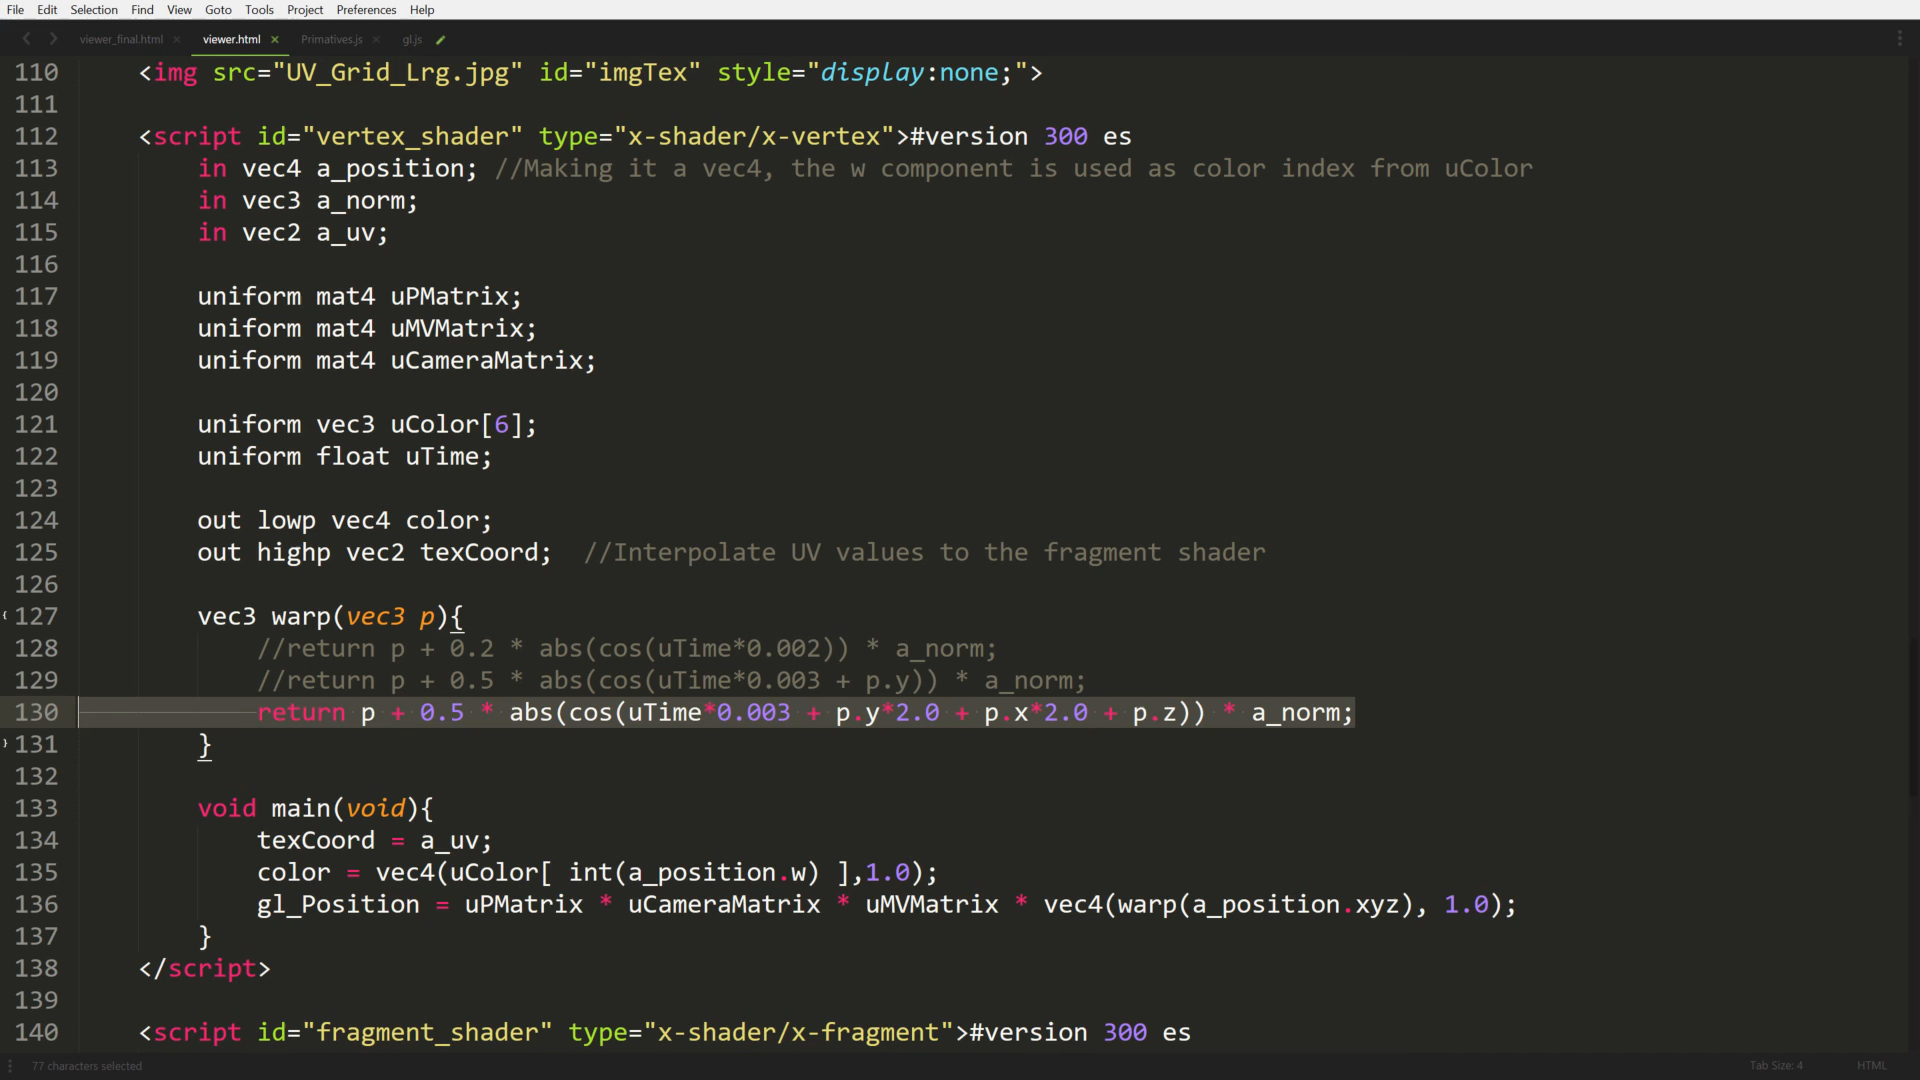 File Edit Selection Find View Goto Tools Project Preferences Help
viewer_final.html × viewer.html × Primatives.js × gl.js
110 <img src="UV_Grid_Lrg.jpg" id="imgTex" style="display:none;">
111
112 <script id="vertex_shader" type="x-shader/x-vertex">#version 300 es
113 in vec4 a_position; //Making it a vec4, the w component is used as color index from uColor
114 in vec3 a_norm;
115 in vec2 a_uv;
116
117 uniform mat4 uPMatrix;
118 uniform mat4 uMVMatrix;
119 uniform mat4 uCameraMatrix;
120
121 uniform vec3 uColor[6];
122 uniform float uTime;
123
124 out lowp vec4 color;
125 out highp vec2 texCoord; //Interpolate UV values to the fragment shader
126
127 vec3 warp(vec3 p){
128 //return p + 0.2 * abs(cos(uTime*0.002)) * a_norm;
129 //return p + 0.5 * abs(cos(uTime*0.003 + p.y)) * a_norm;
130 return p + 0.5 * abs(cos(uTime*0.003 + p.y*2.0 + p.x*2.0 + p.z)) * a_norm;
131 }
132
133 void main(void){
134 texCoord = a_uv;
135 color = vec4(uColor[ int(a_position.w) ],1.0);
136 gl_Position = uPMatrix * uCameraMatrix * uMVMatrix * vec4(warp(a_position.xyz), 1.0);
137 }
138 </script>
139
140 <script id="fragment_shader" type="x-shader/x-fragment">#version 300 es
77 characters selected Tab Size: 4 HTML